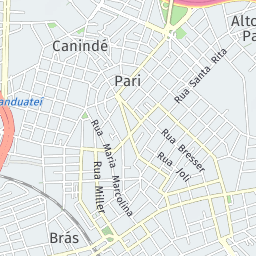 Alto
Pa
Canindé
Pari
Rua Santa Rita
anduateí
Rua Maria Marcolina
Rua Bresser
Rua Joli
Rua Miller
Brás